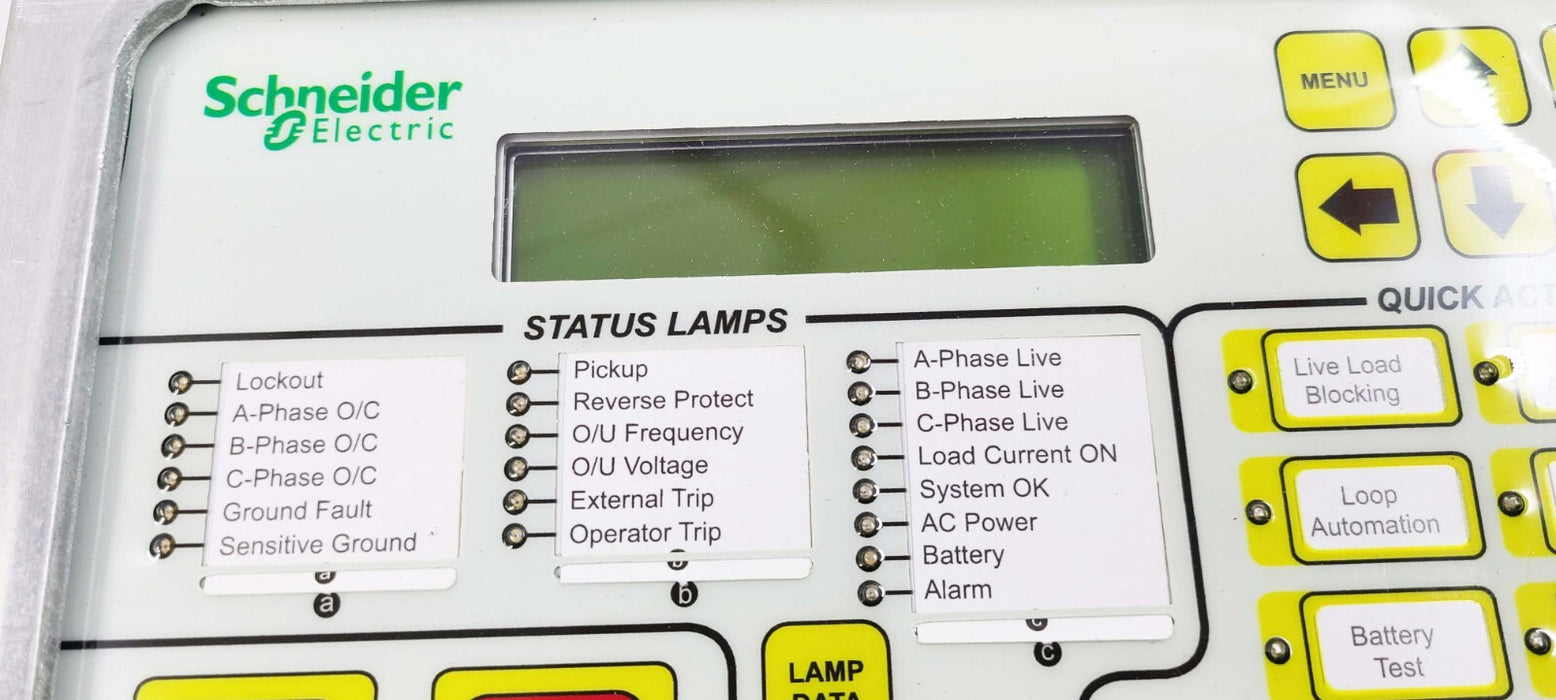 Schneider
Electric
MENU
STATUS LAMPS
Lockout
A-Phase O/C
B-Phase O/C
C-Phase O/C
Ground Fault
Sensitive Ground
a
a
Pickup
Reverse Protect
O/U Frequency
O/U Voltage
External Trip
Operator Trip
b
A-Phase Live
B-Phase Live
C-Phase Live
Load Current ON
System OK
AC Power
Battery
Alarm
c
QUICK
Live Load
Blocking
Loop
Automation
Battery
Test
LAMP
DATA